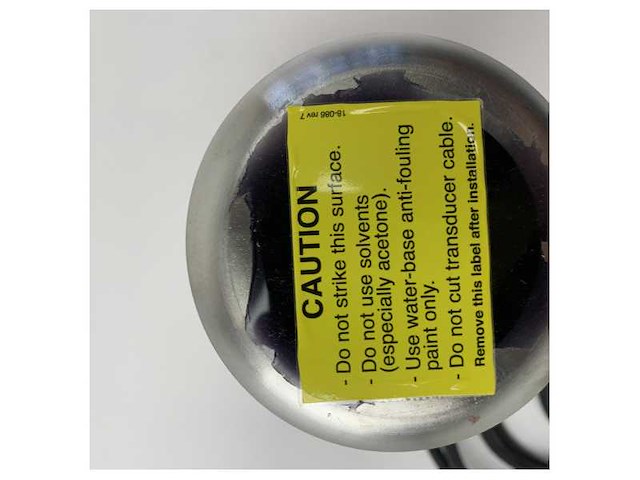 CAUTION
- Do not strike this surface.
- Do not use solvents
(especially acetone).
- Use water-base anti-fouling
paint only.
- Do not cut transducer cable.
Remove this label after installation.
18-086 rev 7